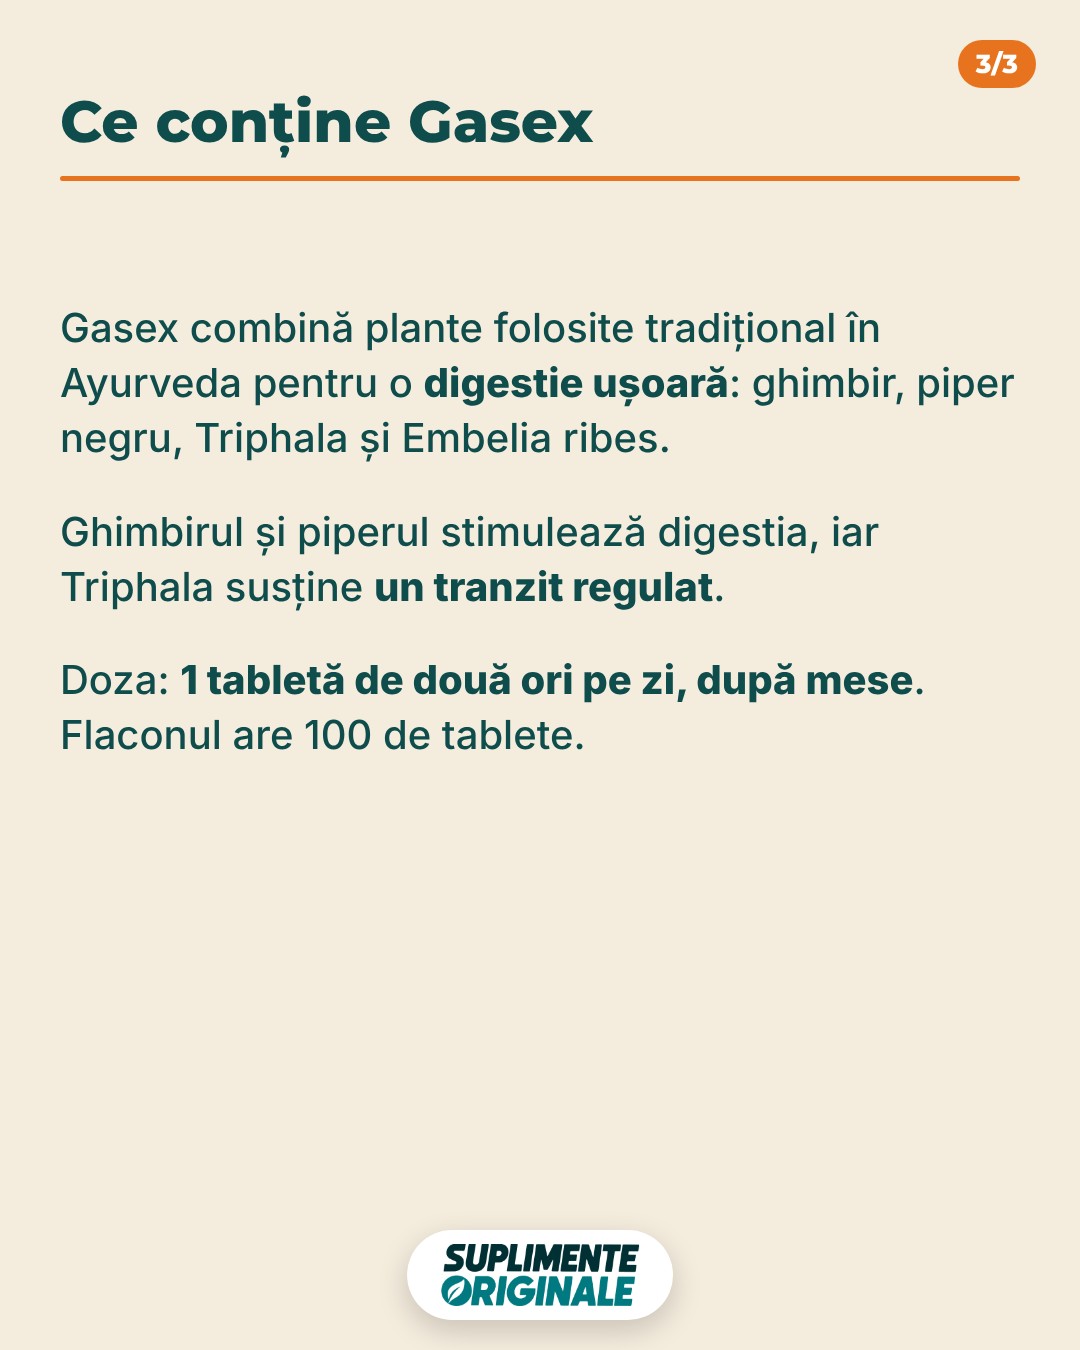 3/3
Ce conține Gasex
Gasex combină plante folosite tradițional în
Ayurveda pentru o digestie ușoară: ghimbir, piper
negru, Triphala și Embelia ribes.
Ghimbirul și piperul stimulează digestia, iar
Triphala susține un tranzit regulat.
Doza: 1 tabletă de două ori pe zi, după mese.
Flaconul are 100 de tablete.
SUPLIMENTE
ORIGINALE